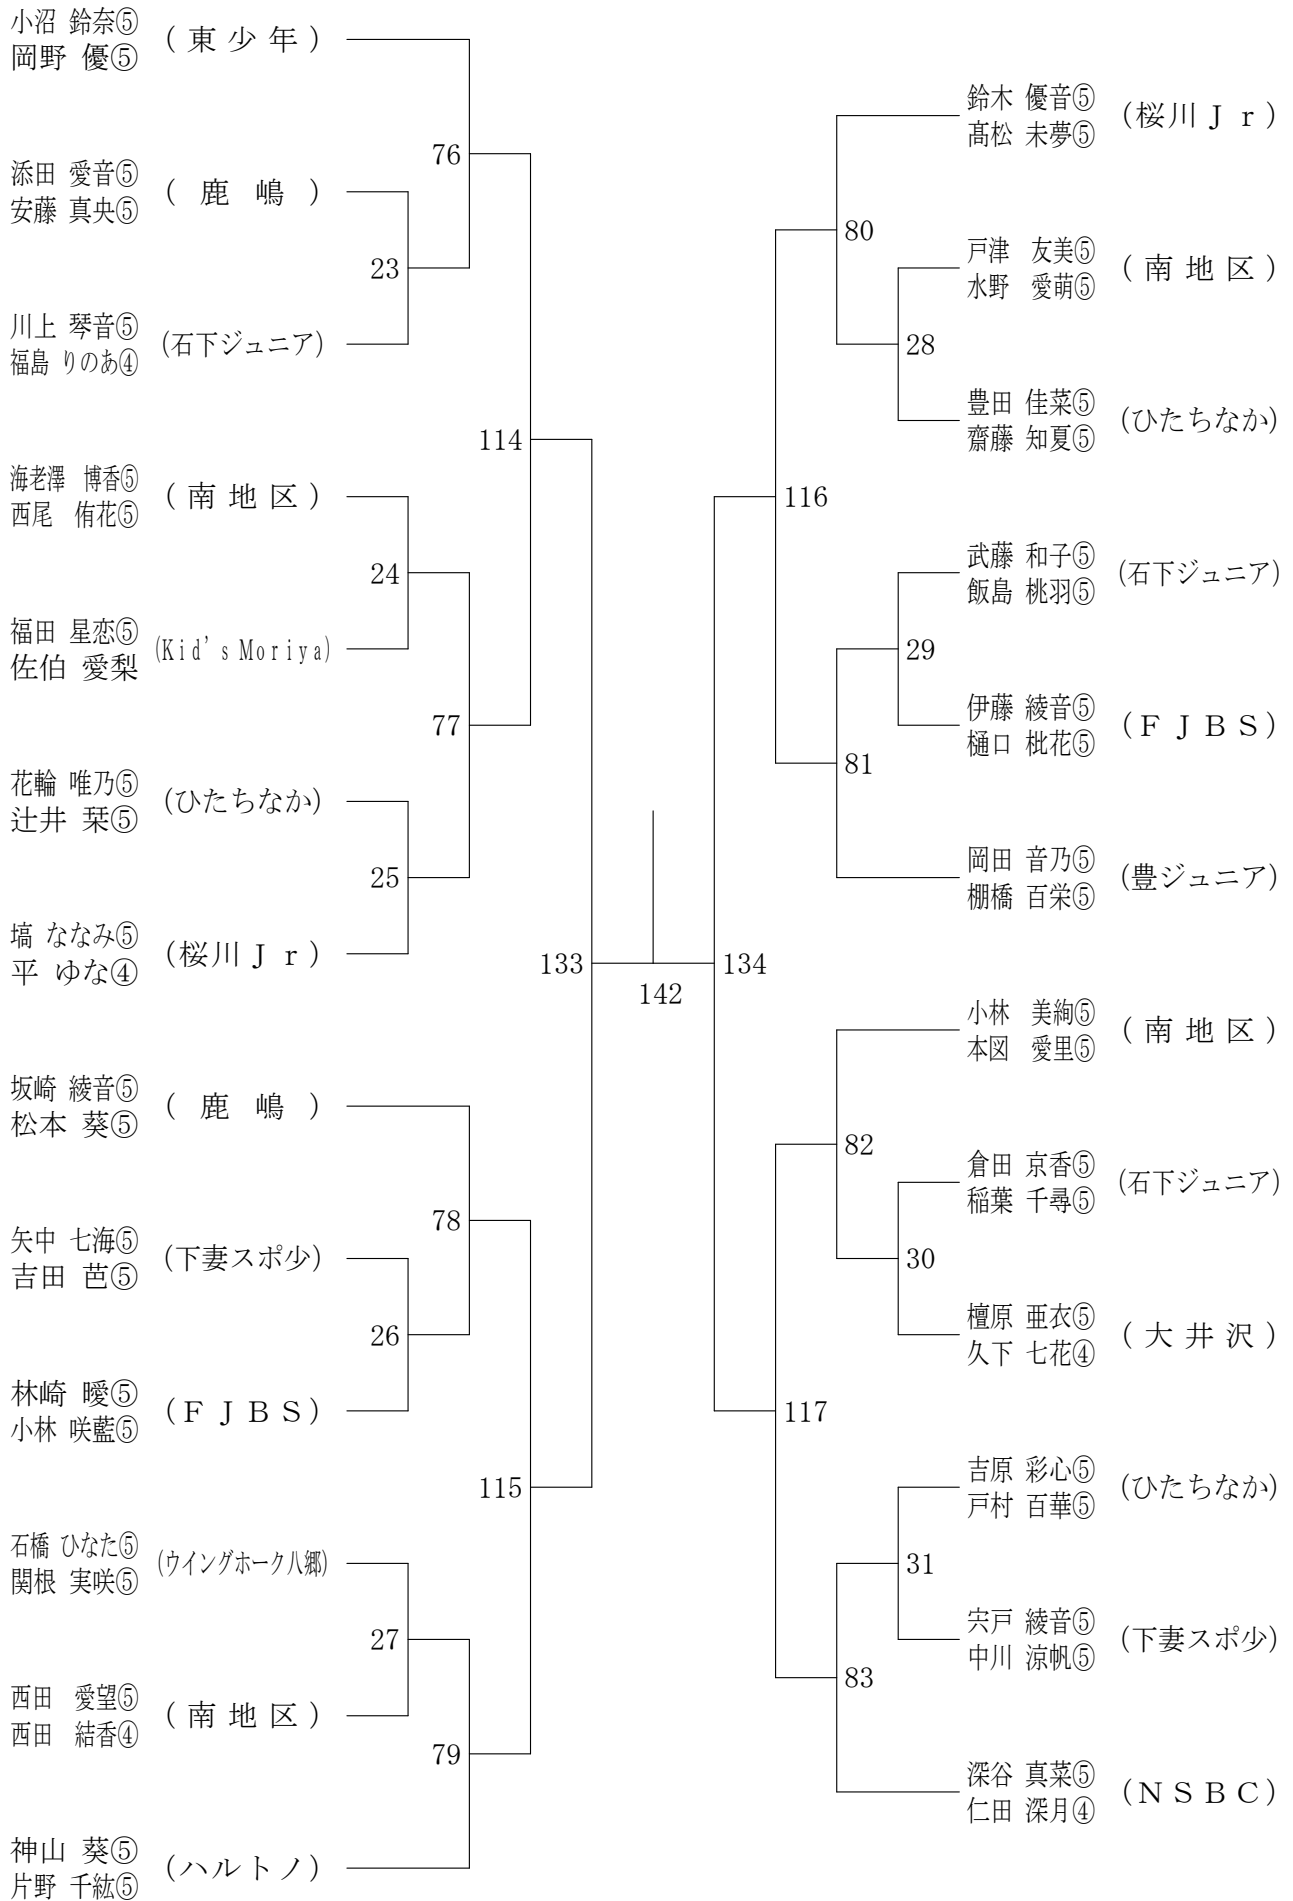 小沼 鈴奈⑤
岡野 優⑤
(東少年)
添田 愛音⑤
安藤 真央⑤
(鹿嶋)
川上 琴音⑤
福島 りのあ④
(石下ジュニア)
海老澤 博香⑤
西尾 侑花⑤
(南地区)
福田 星恋⑤
佐伯 愛梨
(Kid's Moriya)
花輪 唯乃⑤
辻井 栞⑤
(ひたちなか)
塙 ななみ⑤
平 ゆな④
(桜川Jr)
坂崎 綾音⑤
松本 葵⑤
(鹿嶋)
矢中 七海⑤
吉田 芭⑤
(下妻スポ少)
林崎 曖⑤
小林 咲藍⑤
(FJBS)
石橋 ひなた⑤
関根 実咲⑤
(ウイングホーク八郷)
西田 愛望⑤
西田 結香④
(南地区)
神山 葵⑤
片野 千紘⑤
(ハルトノ)
76
23
114
24
77
25
133
78
26
115
27
79
142
134
80
28
116
29
81
82
30
117
31
83
鈴木 優音⑤
髙松 未夢⑤
(桜川Jr)
戸津 友美⑤
水野 愛萌⑤
(南地区)
豊田 佳菜⑤
齋藤 知夏⑤
(ひたちなか)
武藤 和子⑤
飯島 桃羽⑤
(石下ジュニア)
伊藤 綾音⑤
樋口 枇花⑤
(FJBS)
岡田 音乃⑤
棚橋 百栄⑤
(豊ジュニア)
小林 美絢⑤
本図 愛里⑤
(南地区)
倉田 京香⑤
稲葉 千尋⑤
(石下ジュニア)
檀原 亜衣⑤
久下 七花④
(大井沢)
吉原 彩心⑤
戸村 百華⑤
(ひたちなか)
宍戸 綾音⑤
中川 涼帆⑤
(下妻スポ少)
深谷 真菜⑤
仁田 深月④
(NSBC)